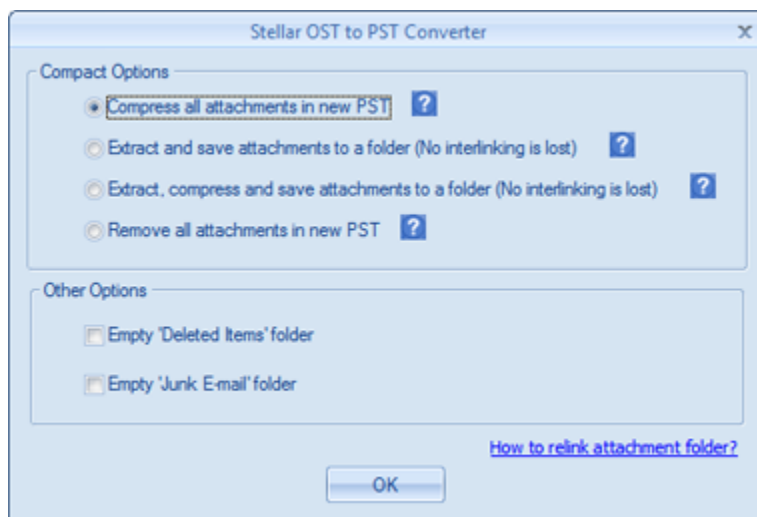 Stellar OST to PST Converter
Compact Options
Compress all attachments in new PST ?
Extract and save attachments to a folder (No interlinking is lost) ?
Extract, compress and save attachments to a folder (No interlinking is lost) ?
Remove all attachments in new PST ?
Other Options
Empty 'Deleted Items' folder
Empty 'Junk E-mail' folder
How to relink attachment folder?
OK